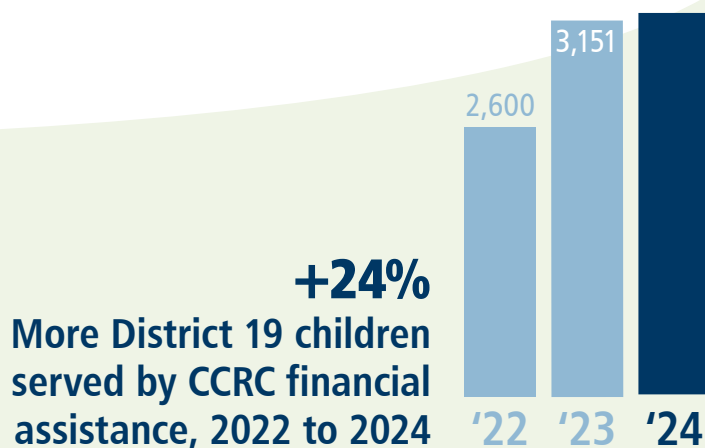 3,151
2,600
+24%
More District 19 children
served by CCRC financial
assistance, 2022 to 2024
‘22 ‘23 ‘24